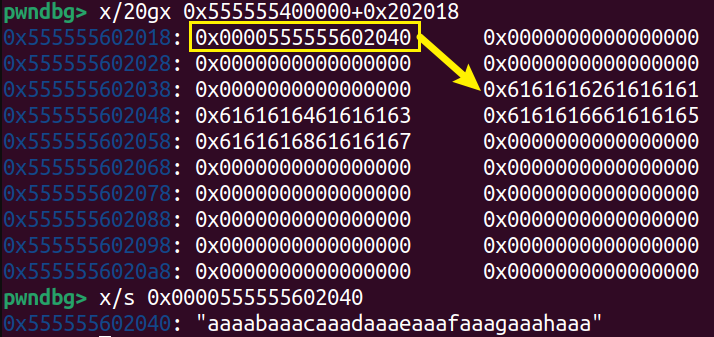 pwndbg> x/20gx 0x555555400000+0x202018
0x555555602018: 0x0000555555602040 0x0000000000000000
0x555555602028: 0x0000000000000000 0x0000000000000000
0x555555602038: 0x0000000000000000 0x6161616261616161
0x555555602048: 0x6161616461616163 0x6161616661616165
0x555555602058: 0x6161616861616167 0x0000000000000000
0x555555602068: 0x0000000000000000 0x0000000000000000
0x555555602078: 0x0000000000000000 0x0000000000000000
0x555555602088: 0x0000000000000000 0x0000000000000000
0x555555602098: 0x0000000000000000 0x0000000000000000
0x5555556020a8: 0x0000000000000000 0x0000000000000000
pwndbg> x/s 0x0000555555602040
0x555555602040: "aaaabaaacaaadaaaeaaafaaagaaahaaa"